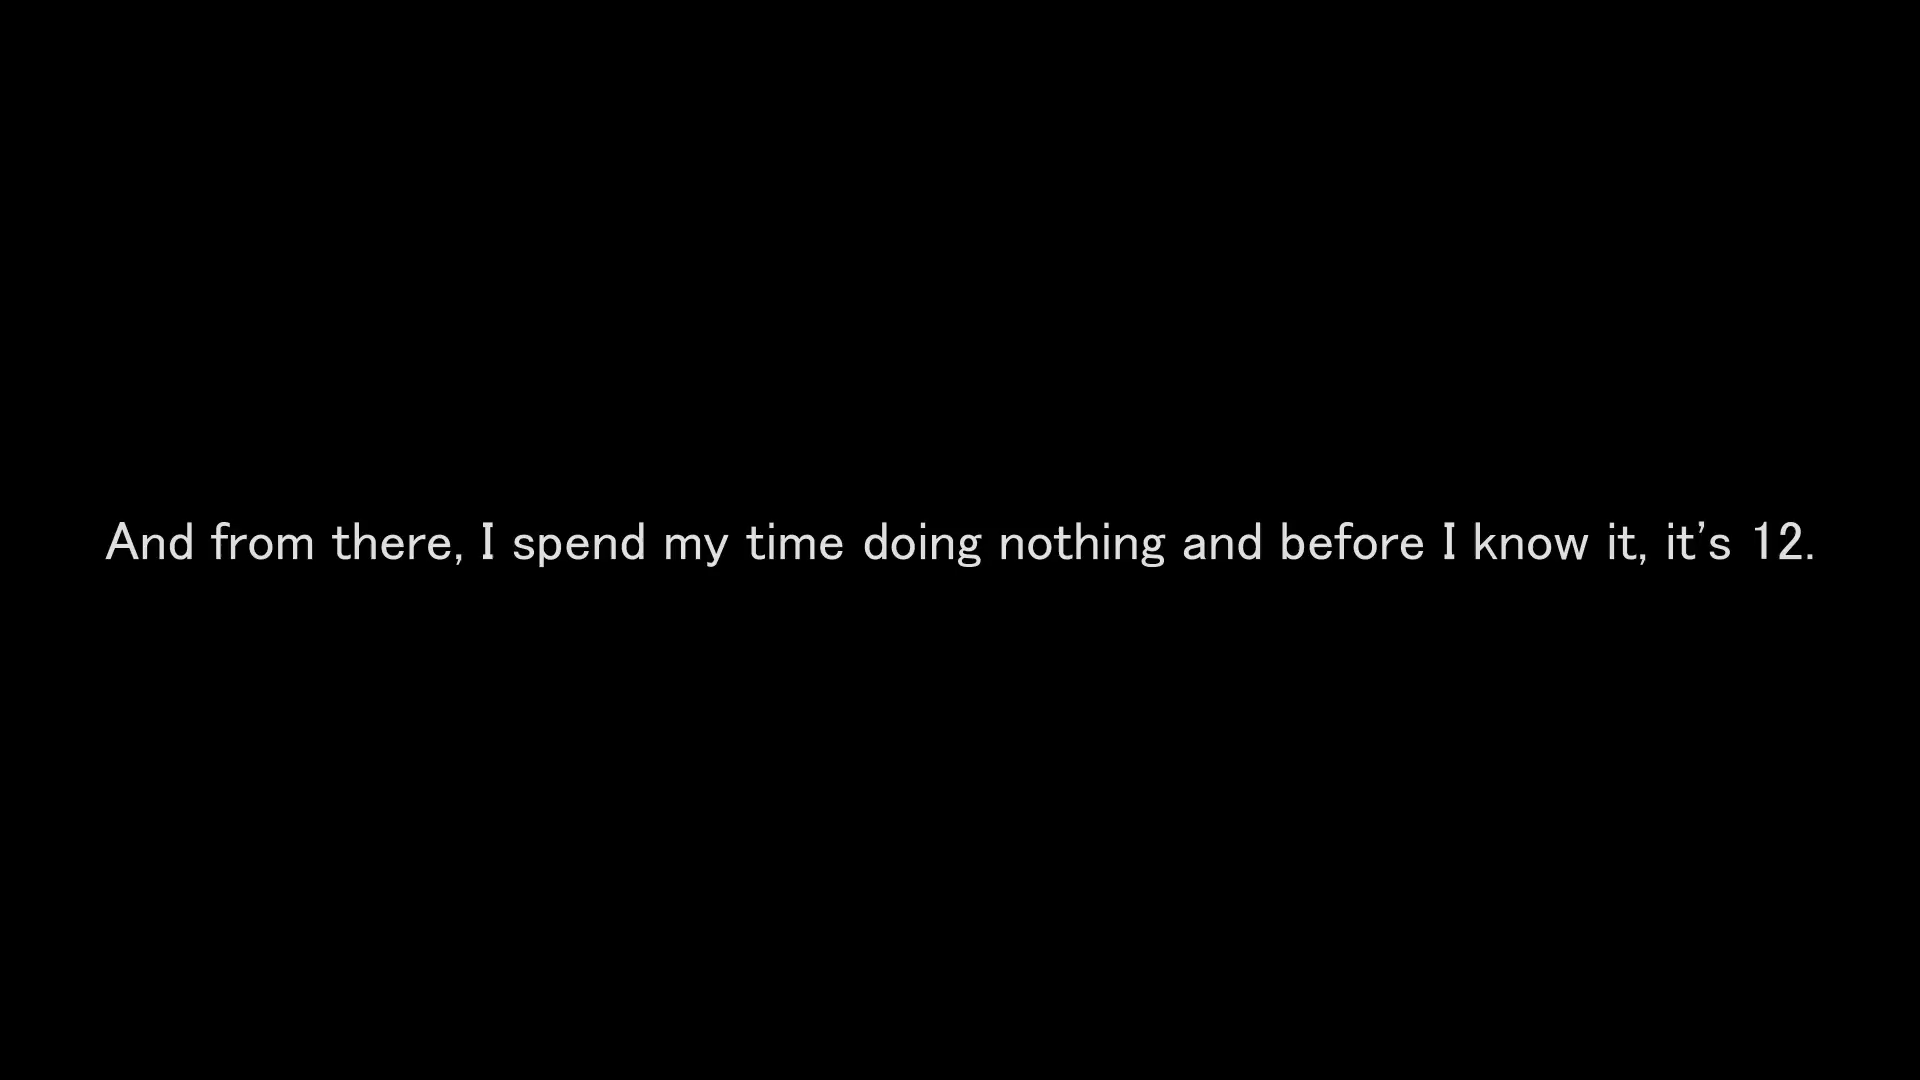 And from there, I spend my time doing nothing and before I know it, it’s 12.